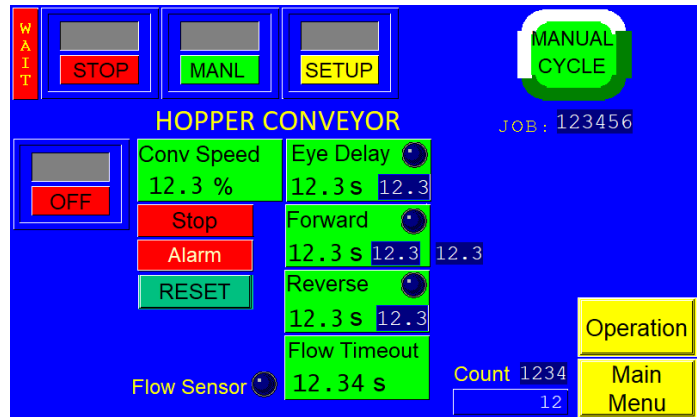 WAIT
STOP
MANL
SETUP
MANUAL
CYCLE
HOPPER CONVEYOR
JOB: 123456
OFF
Conv Speed
12.3 %
Eye Delay
12.3 s 12.3
Stop
Forward
12.3 s 12.3 12.3
Alarm
RESET
Reverse
12.3 s 12.3
Flow Timeout
12.34 s
Flow Sensor
Count 1234
12
Operation
Main
Menu